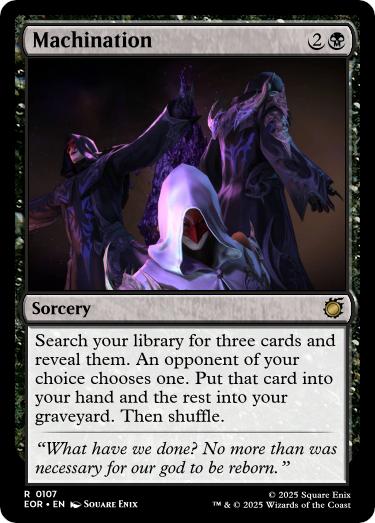 Machination 2
Sorcery
Search your library for three cards and
reveal them. An opponent of your
choice chooses one. Put that card into
your hand and the rest into your
graveyard. Then shuffle.
“What have we done? No more than was
necessary for our god to be reborn.”
R 0107
EOR • EN SQUARE ENIX
© 2025 Square Enix
™ & © 2025 Wizards of the Coast